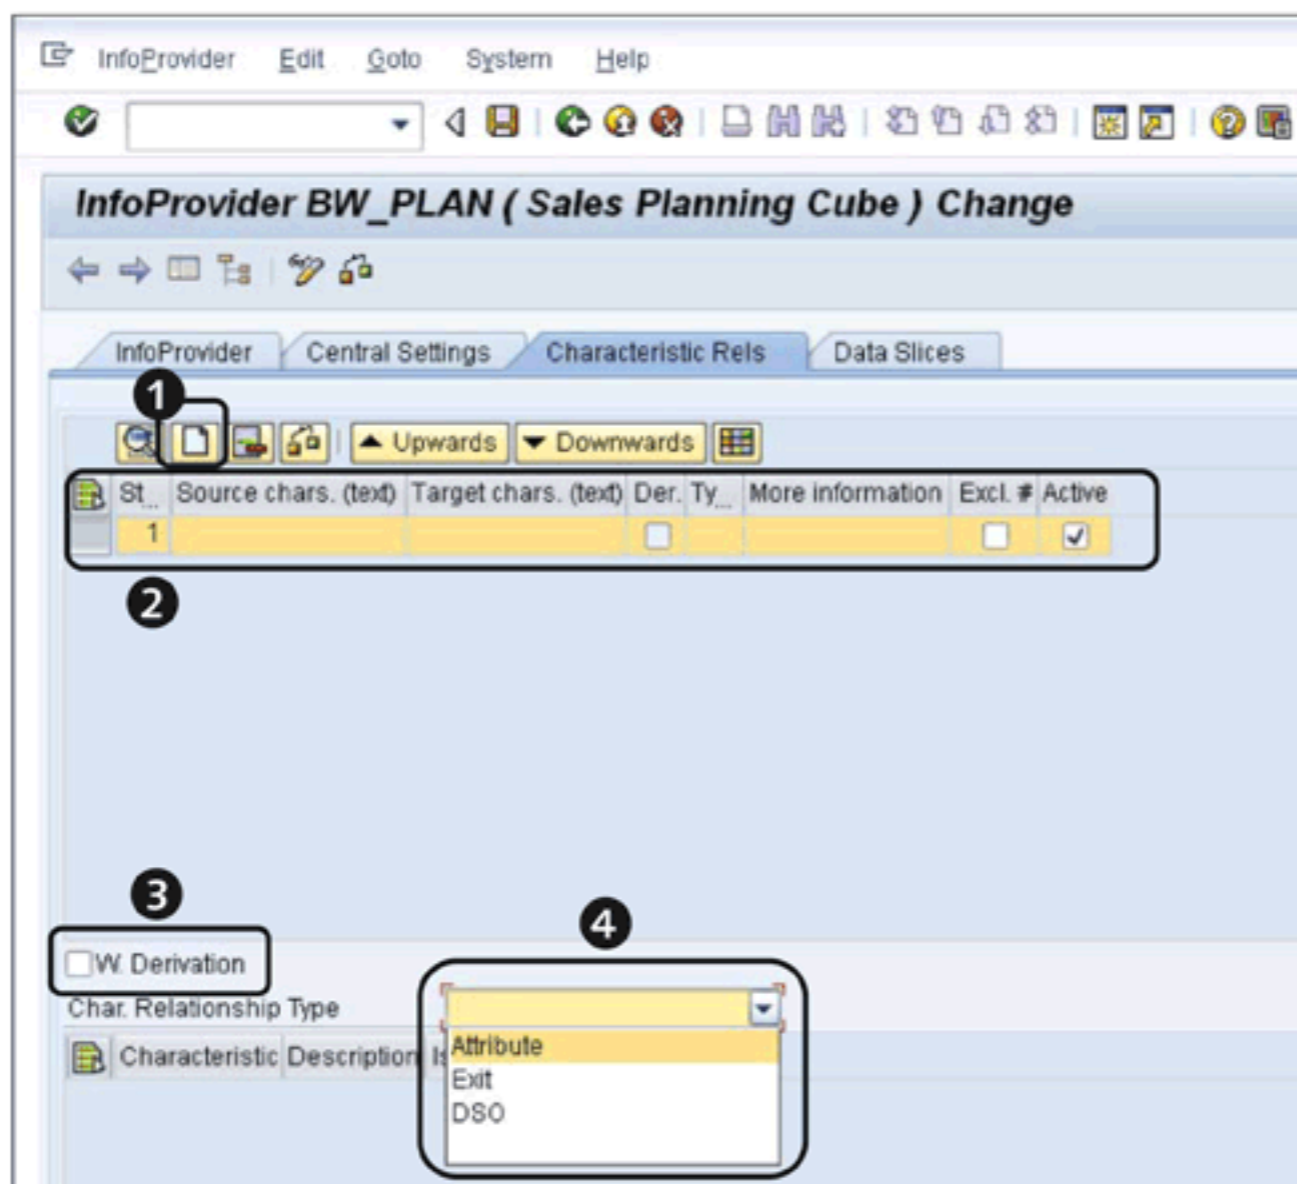 InfoProvider Edit Goto System Help
InfoProvider BW_PLAN ( Sales Planning Cube ) Change
InfoProvider Central Settings Characteristic Rels Data Slices
1
Upwards Downwards
St... Source chars. (text) Target chars. (text) Der. Ty... More information Excl. # Active
1
2
3
4
W. Derivation
Char. Relationship Type
Characteristic Description Is
Attribute
Exit
DSO